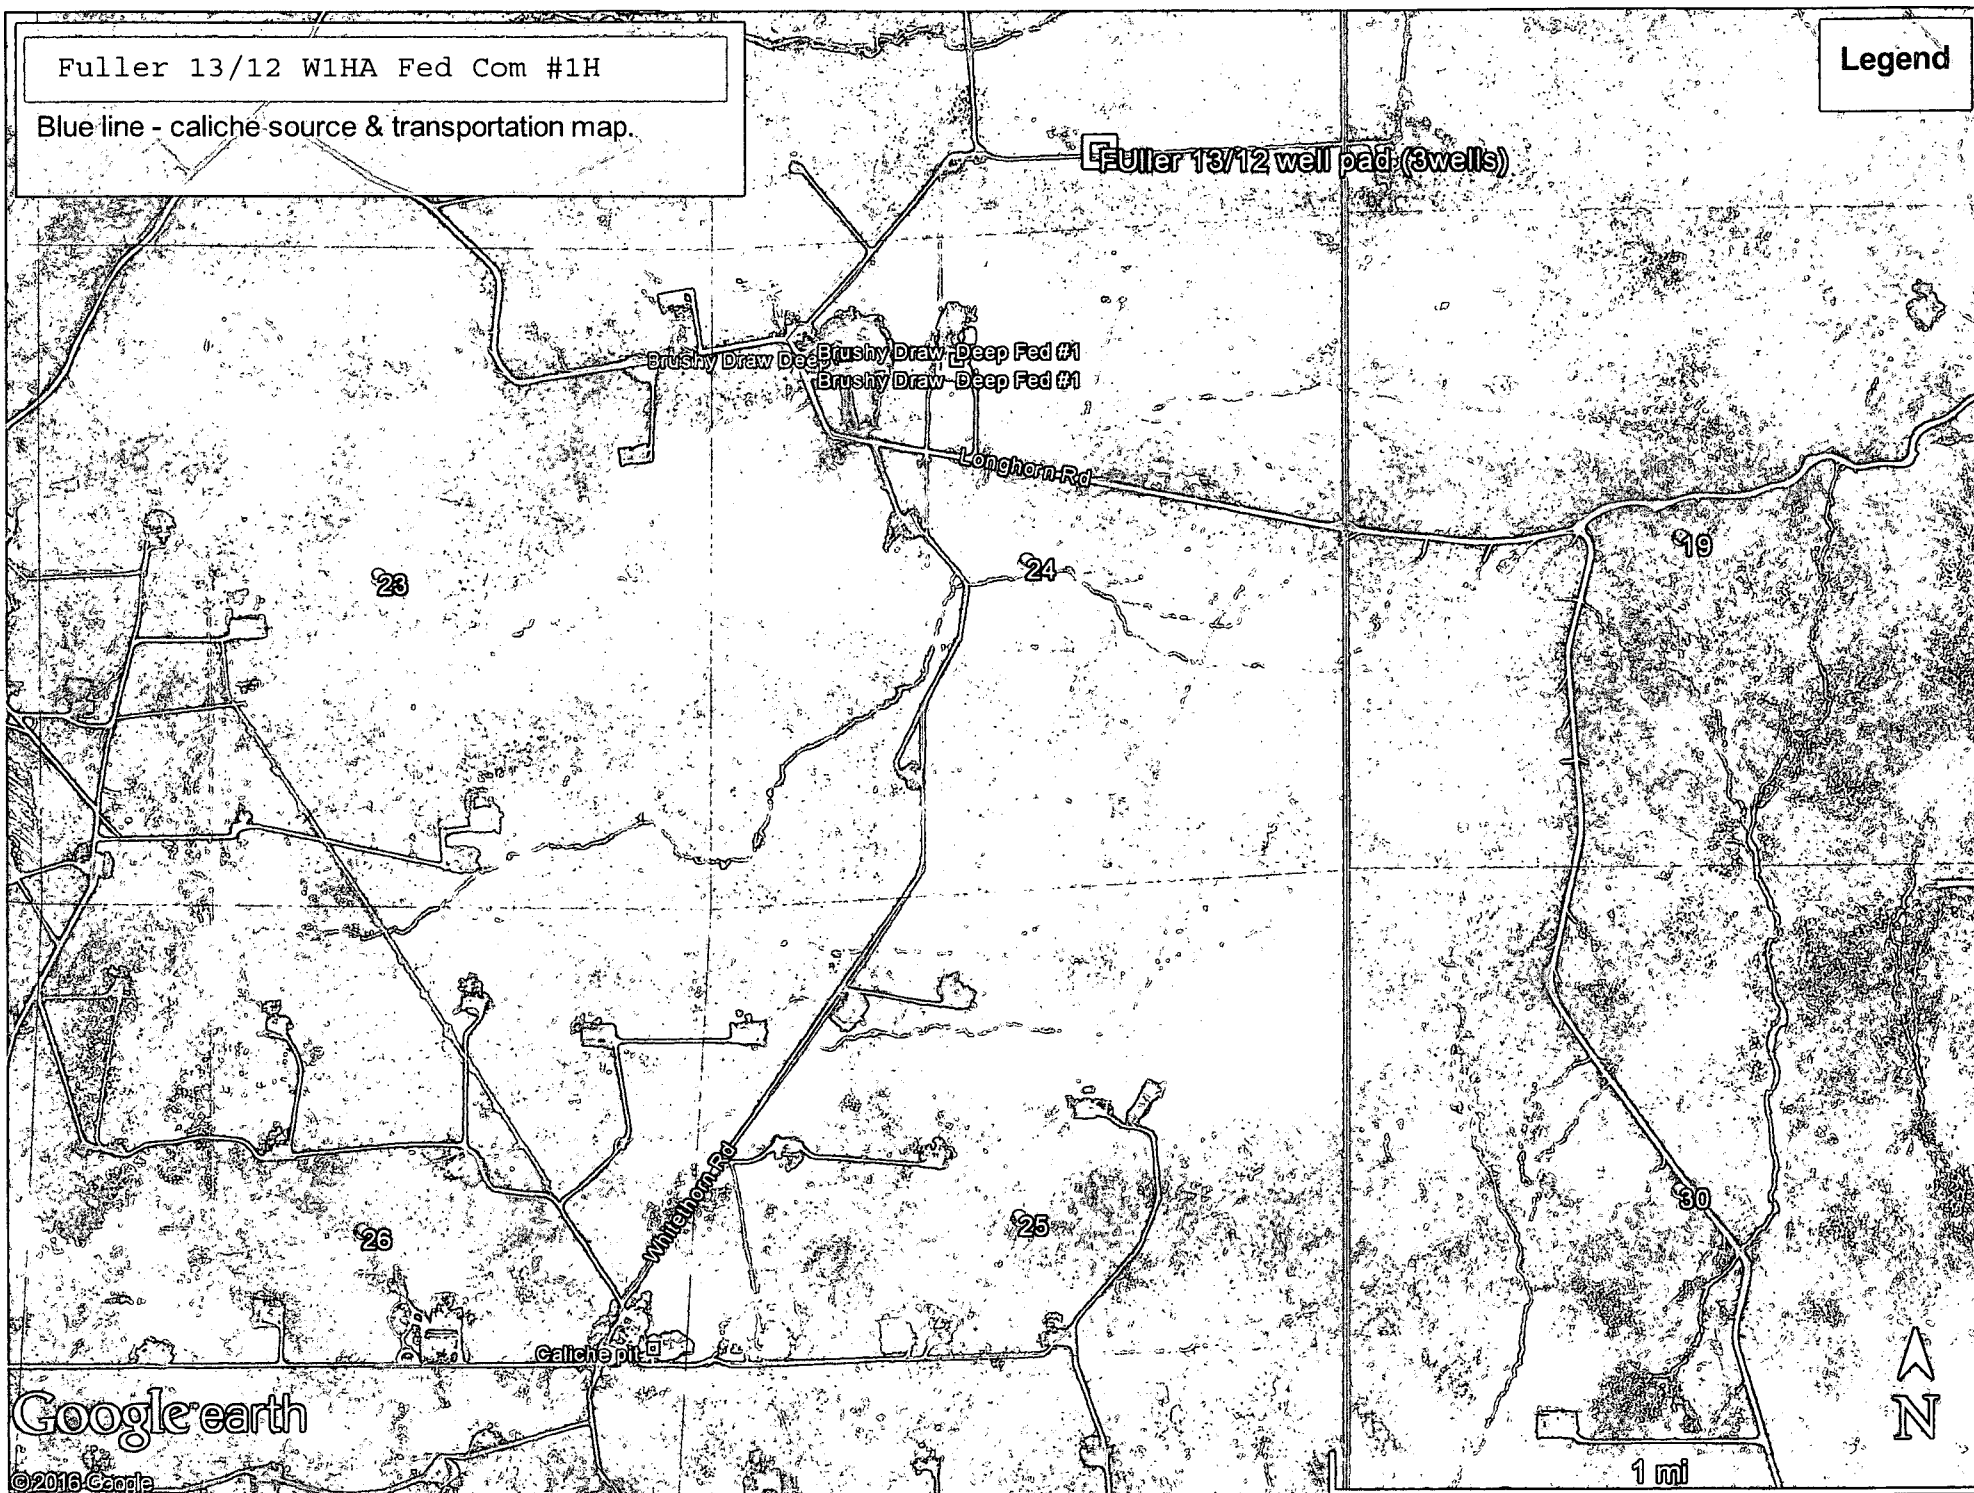 Fuller 13/12 W1HA Fed Com #1H
Blue line - caliche source & transportation map.
Legend
FUller 13/12 well pad (3wells)
Brushy Draw Deep
Brushy Draw Deep Fed #1
Brushy Draw Deep Fed #1
Longhorn Rd
23
24
19
Whitethorn Rd
26
25
30
Caliche pit
Google earth
N
1 mi
©2016 Google